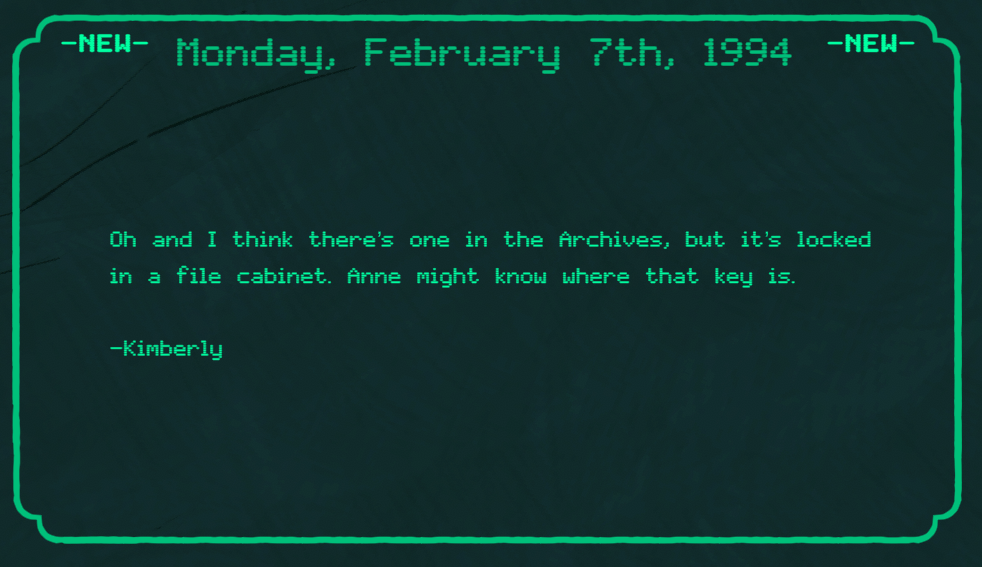 -NEW- Monday, February 7th, 1994 -NEW-
Oh and I think there's one in the Archives, but it's locked
in a file cabinet. Anne might know where that key is.
-Kimberly